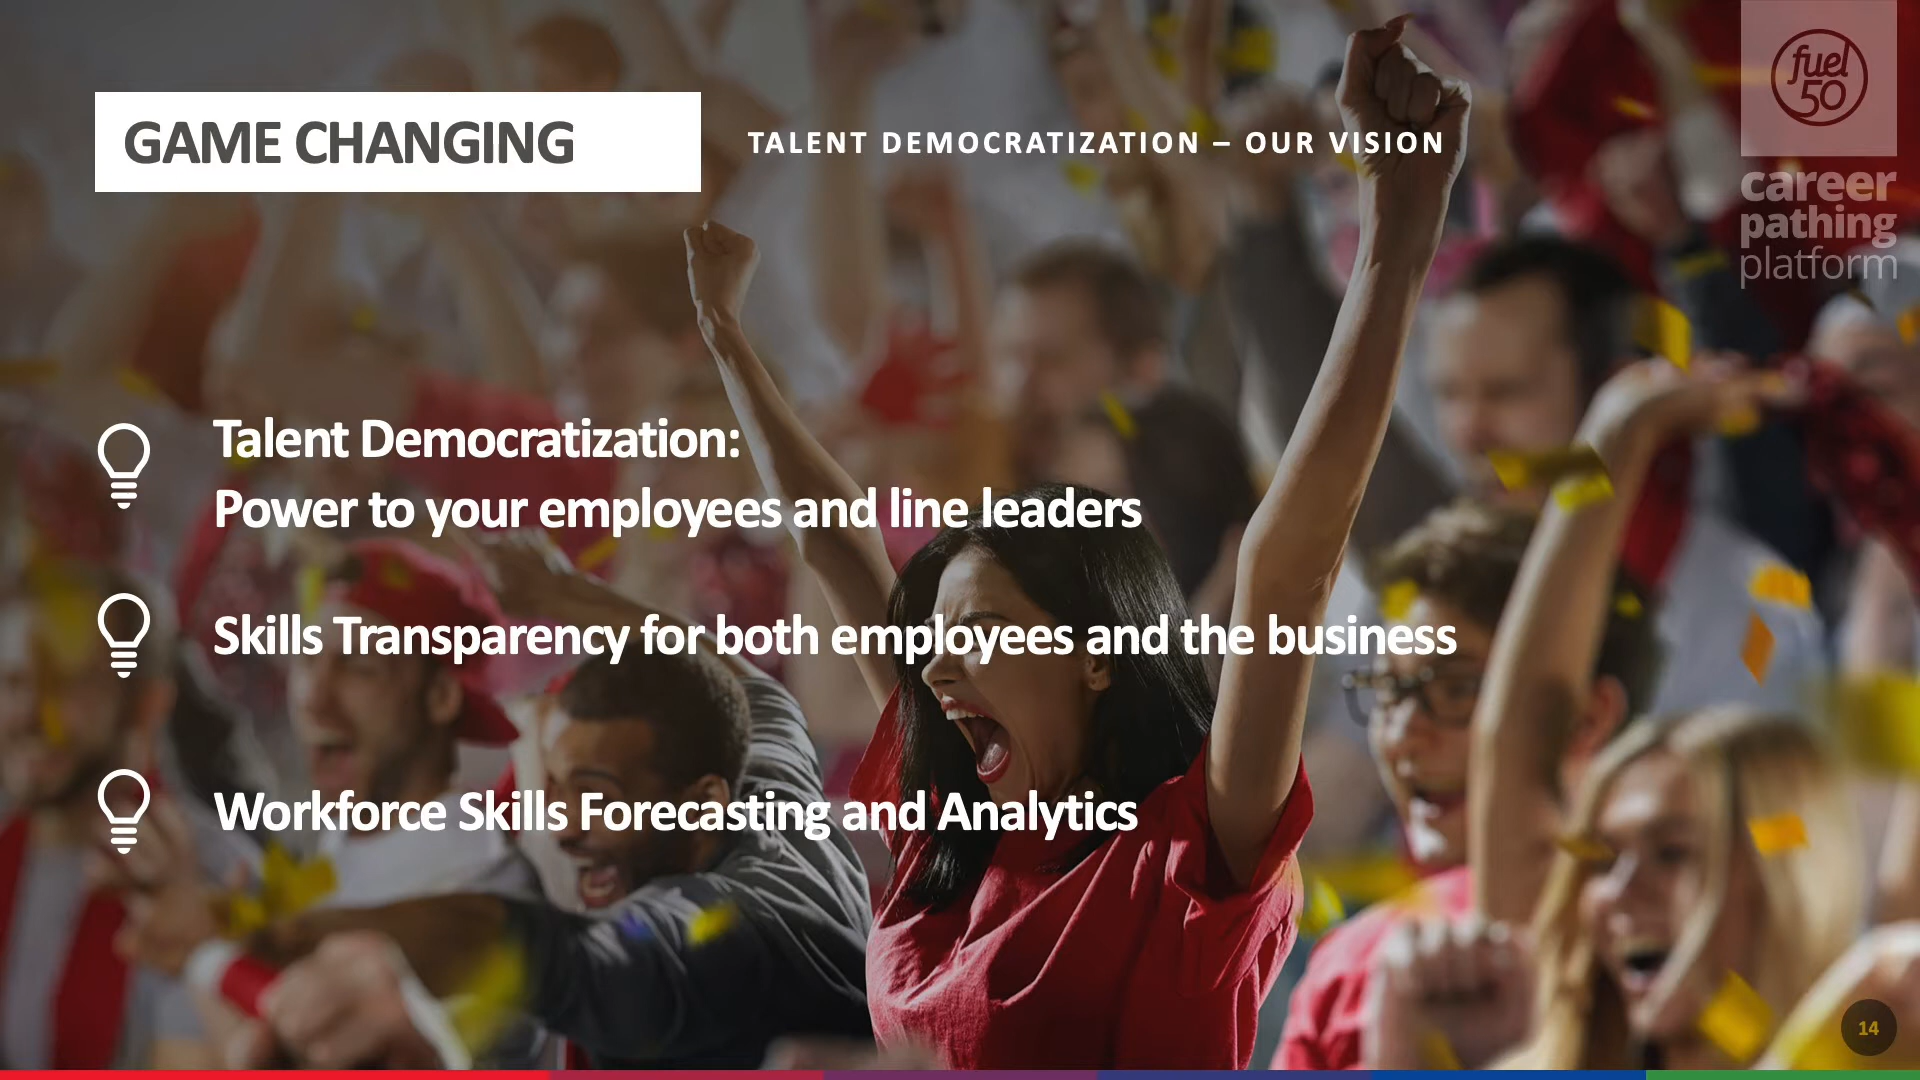 GAME CHANGING
TALENT DEMOCRATIZATION – OUR VISION
fuel
50
career
pathing
platform
Talent Democratization:
Power to your employees and line leaders
Skills Transparency for both employees and the business
Workforce Skills Forecasting and Analytics
14